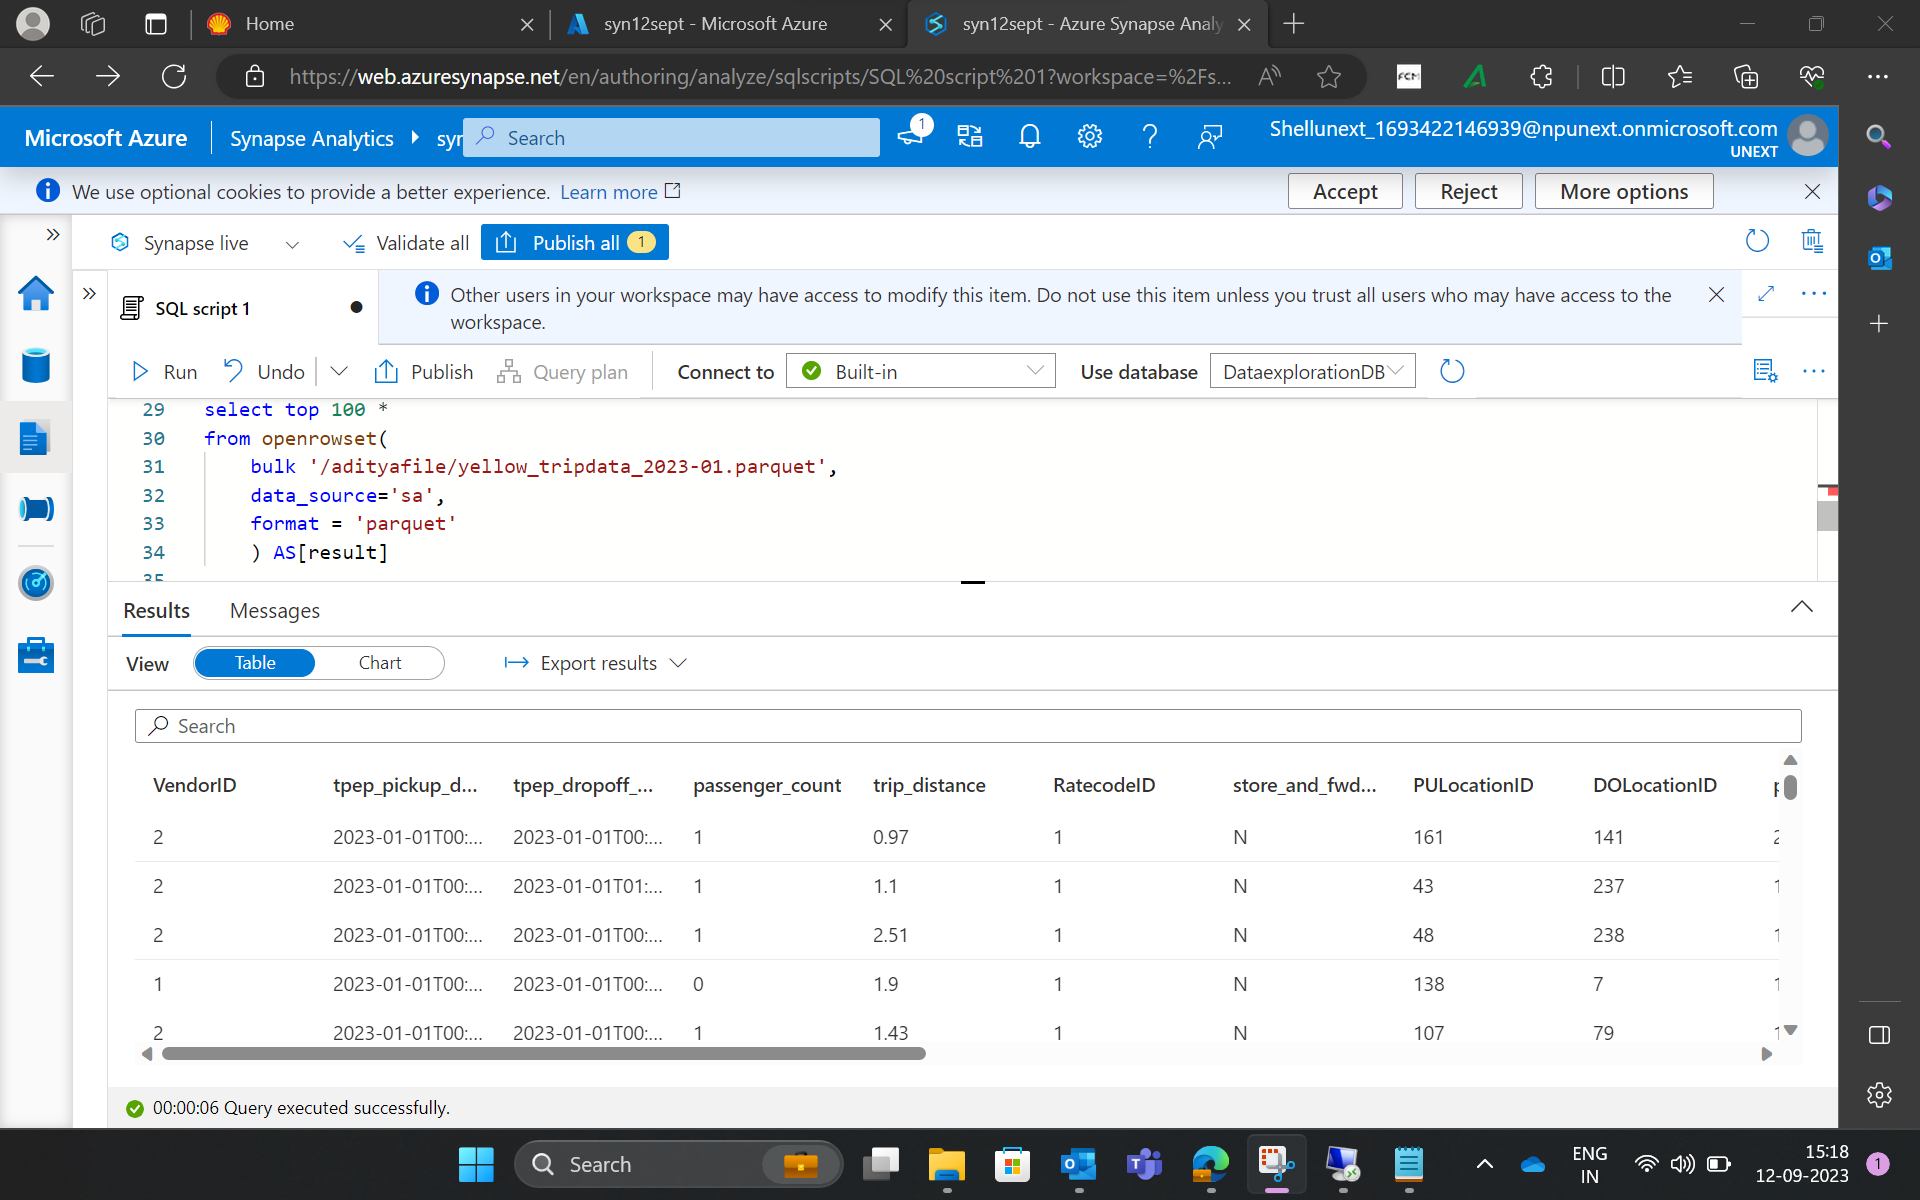 Home
syn12sept - Microsoft Azure
syn12sept - Azure Synapse Analy
https://web.azuresynapse.net/en/authoring/analyze/sqlscripts/SQL%20script%201?workspace=%2Fs...
FCM
Microsoft Azure
Synapse Analytics
syn
Search
1
Shellunext_1693422146939@npunext.onmicrosoft.com
UNEXT
We use optional cookies to provide a better experience. Learn more
Accept
Reject
More options
Synapse live
Validate all
Publish all 1
SQL script 1
Other users in your workspace may have access to modify this item. Do not use this item unless you trust all users who may have access to the
workspace.
Run
Undo
Publish
Query plan
Connect to
Built-in
Use database
DataexplorationDB
29 select top 100 *
30 from openrowset(
31 bulk '/adityafile/yellow_tripdata_2023-01.parquet',
32 data_source='sa',
33 format = 'parquet'
34 ) AS[result]
35
Results
Messages
View
Table
Chart
Export results
Search
VendorID tpep_pickup_d... tpep_dropoff_... passenger_count trip_distance RatecodeID store_and_fwd... PULocationID DOLocationID p
2 2023-01-01T00:... 2023-01-01T00:... 1 0.97 1 N 161 141 2
2 2023-01-01T00:... 2023-01-01T01:... 1 1.1 1 N 43 237 1
2 2023-01-01T00:... 2023-01-01T00:... 1 2.51 1 N 48 238 1
1 2023-01-01T00:... 2023-01-01T00:... 0 1.9 1 N 138 7 1
2 2023-01-01T00:... 2023-01-01T00:... 1 1.43 1 N 107 79 1
00:00:06 Query executed successfully.
Search
ENG
IN
15:18
12-09-2023
1